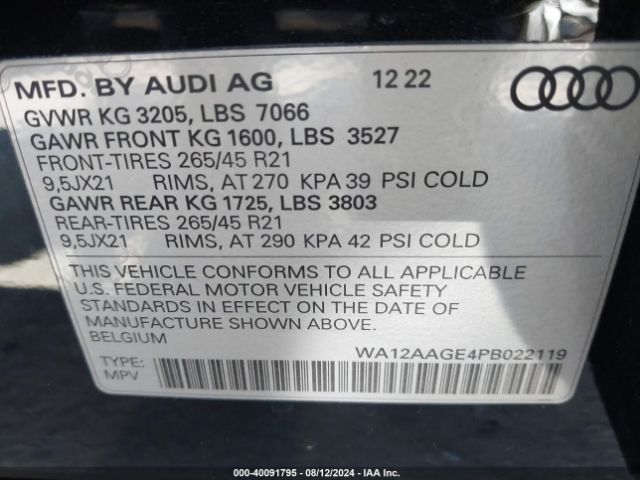 MFD. BY AUDI AG 12 22
GVWR KG 3205, LBS 7066
GAWR FRONT KG 1600, LBS 3527
FRONT-TIRES 265/45 R21
9,5JX21 RIMS, AT 270 KPA 39 PSI COLD
GAWR REAR KG 1725, LBS 3803
REAR-TIRES 265/45 R21
9,5JX21 RIMS, AT 290 KPA 42 PSI COLD
THIS VEHICLE CONFORMS TO ALL APPLICABLE
U.S. FEDERAL MOTOR VEHICLE SAFETY
STANDARDS IN EFFECT ON THE DATE OF
MANUFACTURE SHOWN ABOVE.
BELGIUM
WA12AAGE4PB022119
TYPE:
MPV
000-40091795 - 08/12/2024 - IAAI.COM